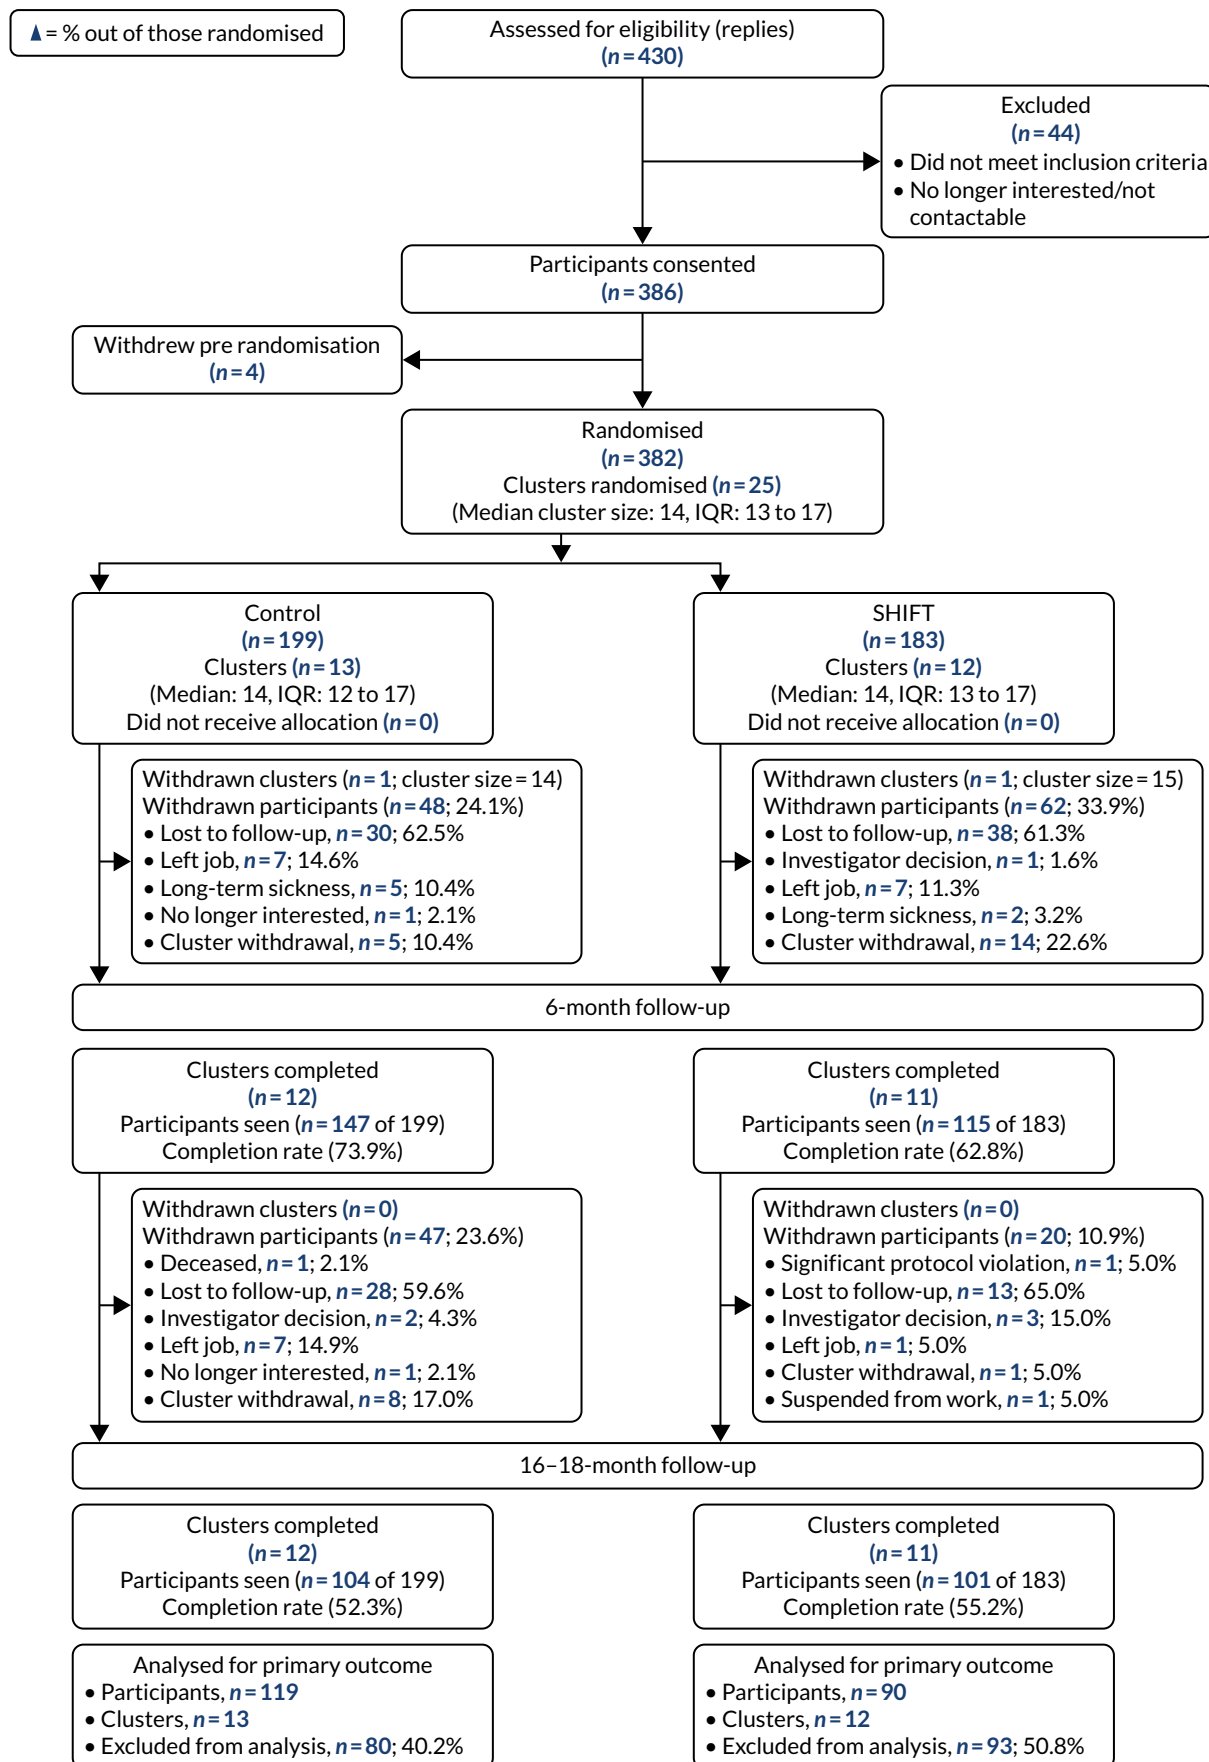 ▲= % out of those randomised
Assessed for eligibility (replies)
(n=430)
Excluded
(n=44)
• Did not meet inclusion criteria
• No longer interested/not
contactable
Participants consented
(n=386)
Withdrew pre randomisation
(n=4)
Randomised
(n=382)
Clusters randomised (n=25)
(Median cluster size: 14, IQR: 13 to 17)
Control
(n=199)
Clusters (n=13)
(Median: 14, IQR: 12 to 17)
Did not receive allocation (n=0)
SHIFT
(n=183)
Clusters (n=12)
(Median: 14, IQR: 13 to 17)
Did not receive allocation (n=0)
Withdrawn clusters (n=1; cluster size=14)
Withdrawn participants (n=48; 24.1%)
• Lost to follow-up, n=30; 62.5%
• Left job, n=7; 14.6%
• Long-term sickness, n=5; 10.4%
• No longer interested, n=1; 2.1%
• Cluster withdrawal, n=5; 10.4%
Withdrawn clusters (n=1; cluster size=15)
Withdrawn participants (n=62; 33.9%)
• Lost to follow-up, n=38; 61.3%
• Investigator decision, n=1; 1.6%
• Left job, n=7; 11.3%
• Long-term sickness, n=2; 3.2%
• Cluster withdrawal, n=14; 22.6%
6-month follow-up
Clusters completed
(n=12)
Participants seen (n=147 of 199)
Completion rate (73.9%)
Clusters completed
(n=11)
Participants seen (n=115 of 183)
Completion rate (62.8%)
Withdrawn clusters (n=0)
Withdrawn participants (n=47; 23.6%)
• Deceased, n=1; 2.1%
• Lost to follow-up, n=28; 59.6%
• Investigator decision, n=2; 4.3%
• Left job, n=7; 14.9%
• No longer interested, n=1; 2.1%
• Cluster withdrawal, n=8; 17.0%
Withdrawn clusters (n=0)
Withdrawn participants (n=20; 10.9%)
• Significant protocol violation, n=1; 5.0%
• Lost to follow-up, n=13; 65.0%
• Investigator decision, n=3; 15.0%
• Left job, n=1; 5.0%
• Cluster withdrawal, n=1; 5.0%
• Suspended from work, n=1; 5.0%
16–18-month follow-up
Clusters completed
(n=12)
Participants seen (n=104 of 199)
Completion rate (52.3%)
Clusters completed
(n=11)
Participants seen (n=101 of 183)
Completion rate (55.2%)
Analysed for primary outcome
• Participants, n=119
• Clusters, n=13
• Excluded from analysis, n=80; 40.2%
Analysed for primary outcome
• Participants, n=90
• Clusters, n=12
• Excluded from analysis, n=93; 50.8%